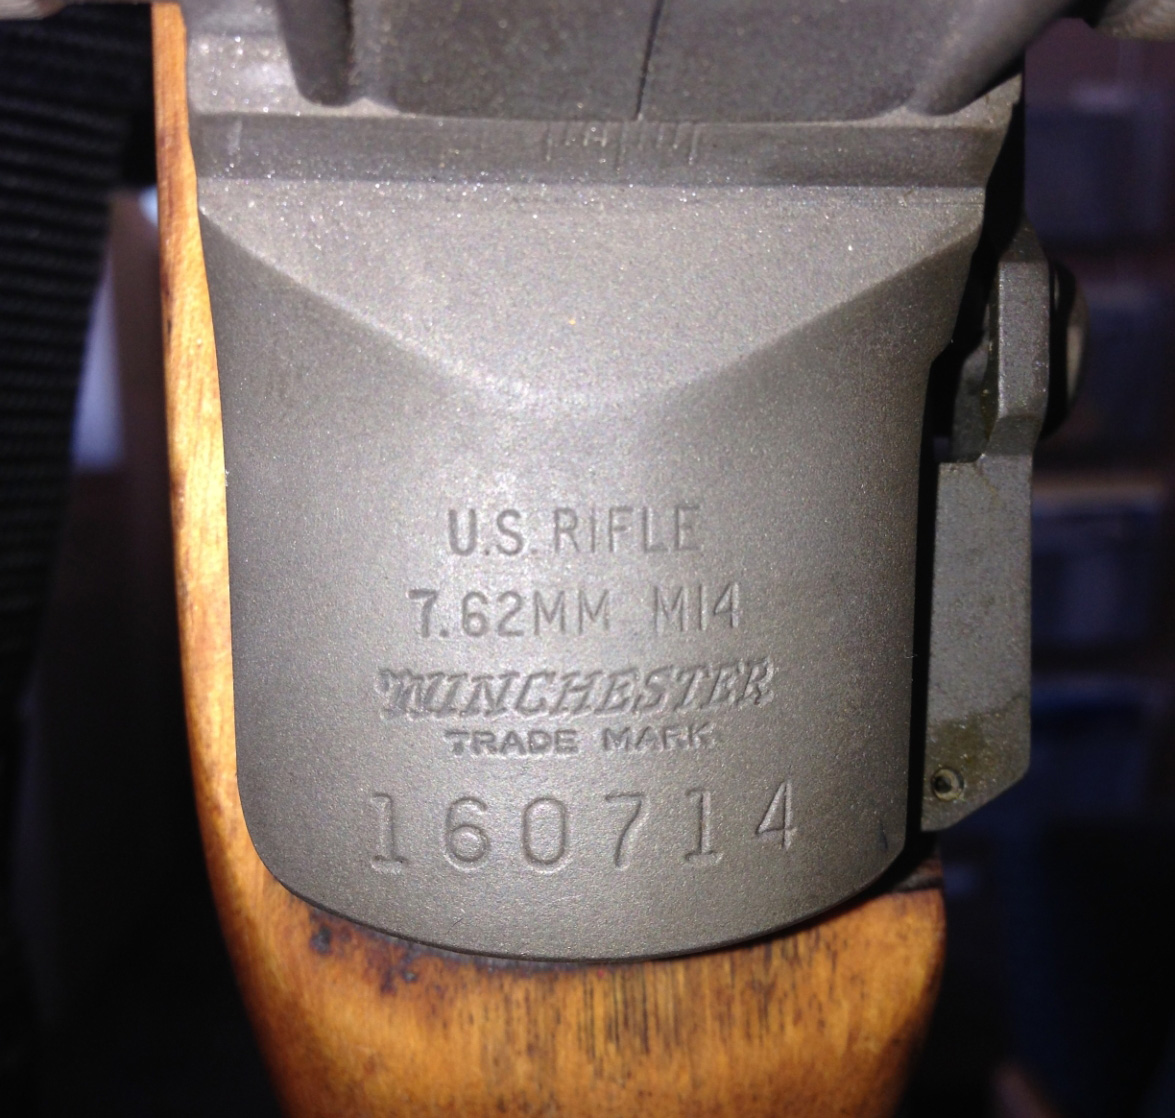 U.S. RIFLE
7.62MM M14
WINCHESTER
TRADE MARK
160714